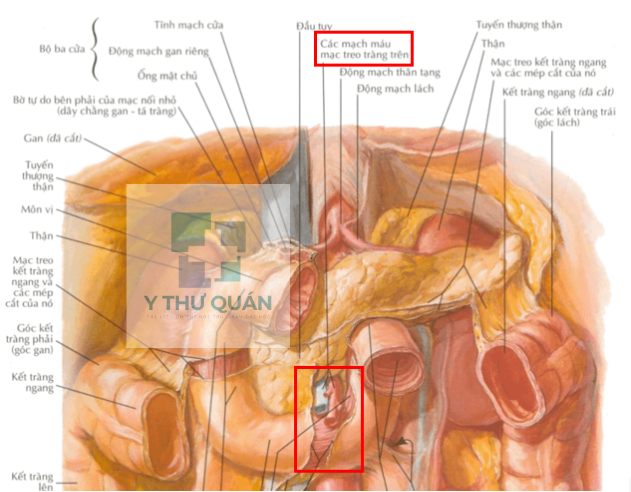 Tĩnh mạch cửa
Bộ ba cửa
Động mạch gan riêng
Ống mật chủ
Bờ tự do bên phải của mạc nối nhỏ
(dây chằng gan - tá tràng)
Gan (đã cắt)
Tuyến
thượng
thận
Môn vị
Thận
Mạc treo
kết tràng
ngang và
các mép
cắt của nó
Góc kết
tràng phải
(góc gan)
Kết tràng
ngang
Kết tràng
lên
Đầu tụy
Các mạch máu
mạc treo tràng trên
Động mạch thân tạng
Động mạch lách
Tuyến thượng thận
Thận
Mạc treo kết tràng ngang
và các mép cắt của nó
Kết tràng ngang (đã cắt)
Góc kết tràng trái
(góc lách)
Y THƯ QUÁN